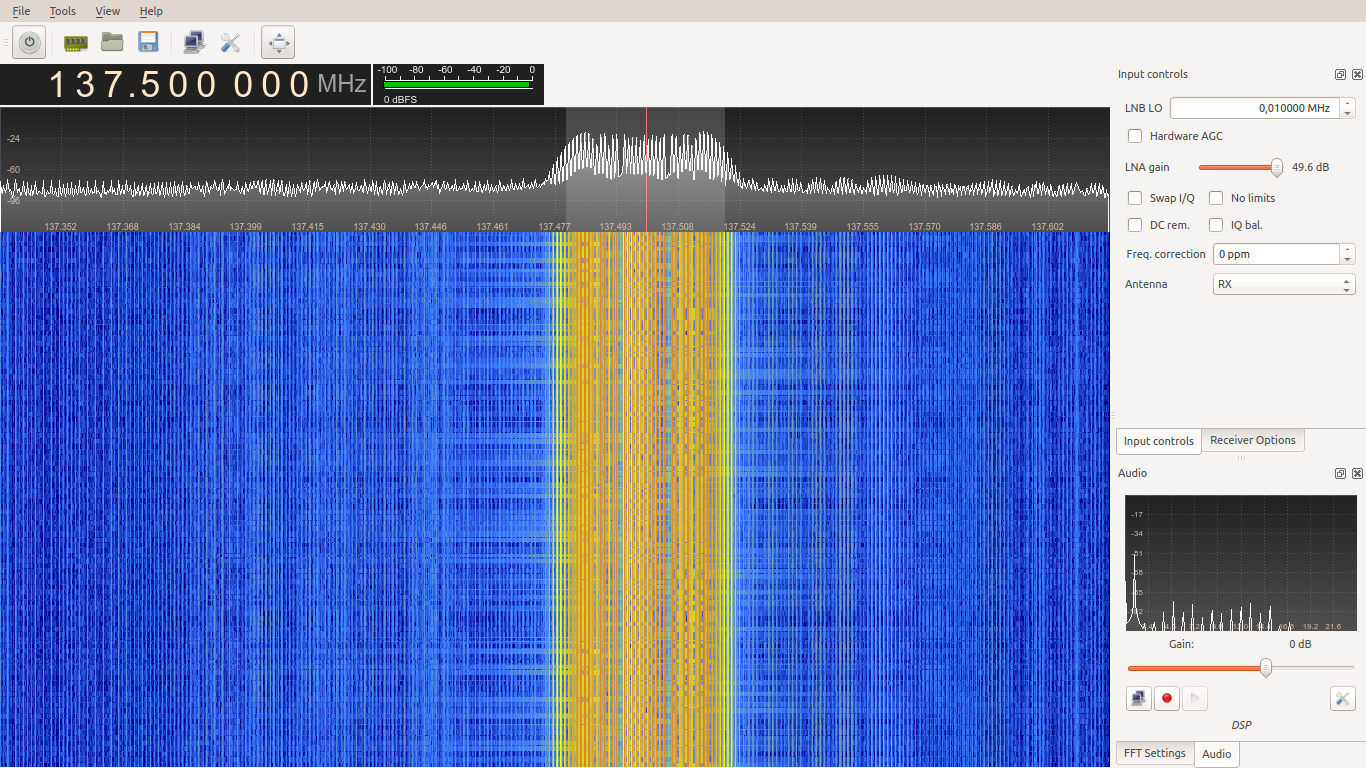 File Tools View Help
137.500 000 MHz
-100 -80 -60 -40 -20 0
0 dBFS
-24
-60
-96
137.352 137.368 137.384 137.399 137.415 137.430 137.446 137.461 137.477 137.493 137.508 137.524 137.539 137.555 137.570 137.586 137.602
Input controls
LNB LO 0,010000 MHz
Hardware AGC
LNA gain 49.6 dB
Swap I/Q No limits
DC rem. IQ bal.
Freq. correction 0 ppm
Antenna RX
Input controls Receiver Options
Audio
-17
-34
-51
-68
19.2 21.6
Gain: 0 dB
DSP
FFT Settings Audio